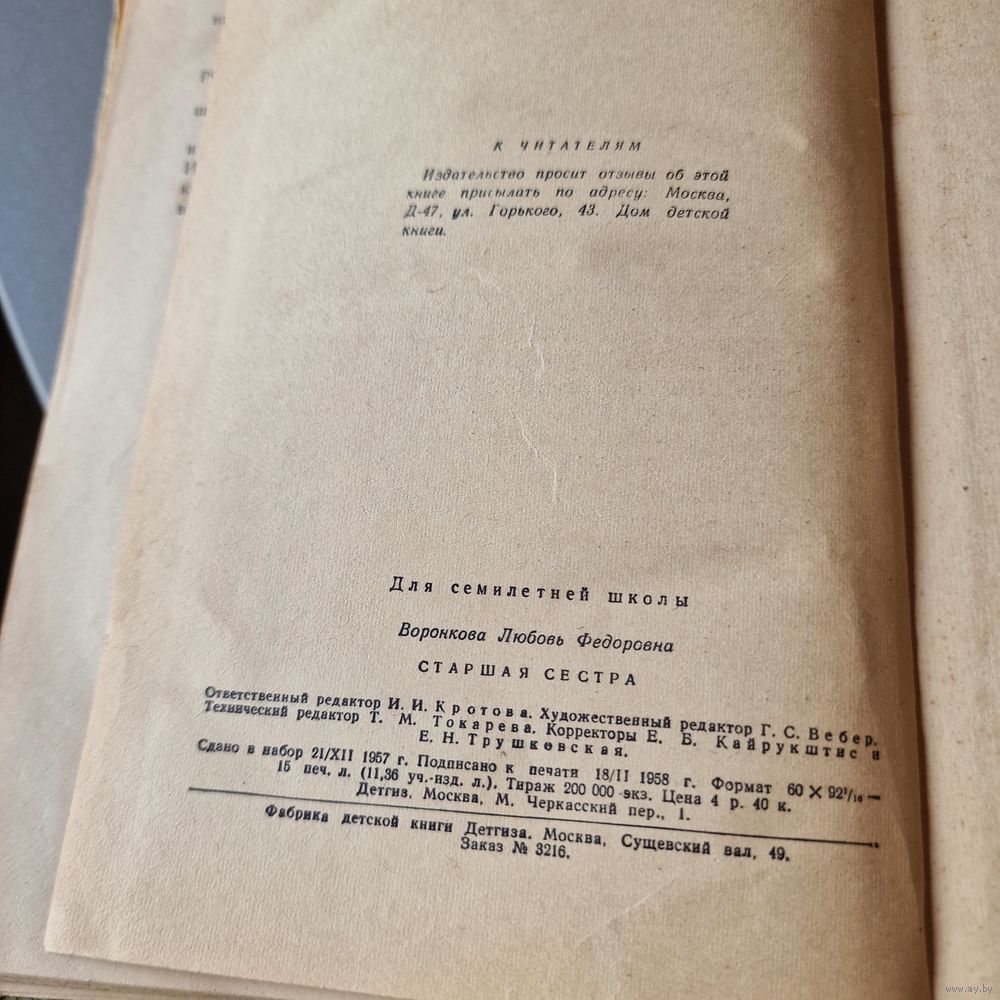 К ЧИТАТЕЛЯМ
Издательство просит отзывы об этой
книге присылать по адресу: Москва,
Д-47, ул. Горького, 43. Дом детской
книги.
Для семилетней школы
Воронкова Любовь Федоровна
СТАРШАЯ СЕСТРА
Ответственный редактор И. И. Кротова. Художественный редактор Г. С. Вебер.
Технический редактор Т. М. Токарева. Корректоры Е. Б. Кайрукштис и
Е. Н. Трушковская.
Сдано в набор 21/XII 1957 г. Подписано к печати 18/II 1958 г. Формат 60 × 92¹/₁₆ —
15 печ. л. (11,36 уч.-изд. л.). Тираж 200 000 экз. Цена 4 р. 40 к.
Детгиз. Москва, М. Черкасский пер., 1.
Фабрика детской книги Детгиза. Москва, Сущевский вал, 49.
Заказ № 3216.
www.ay.by